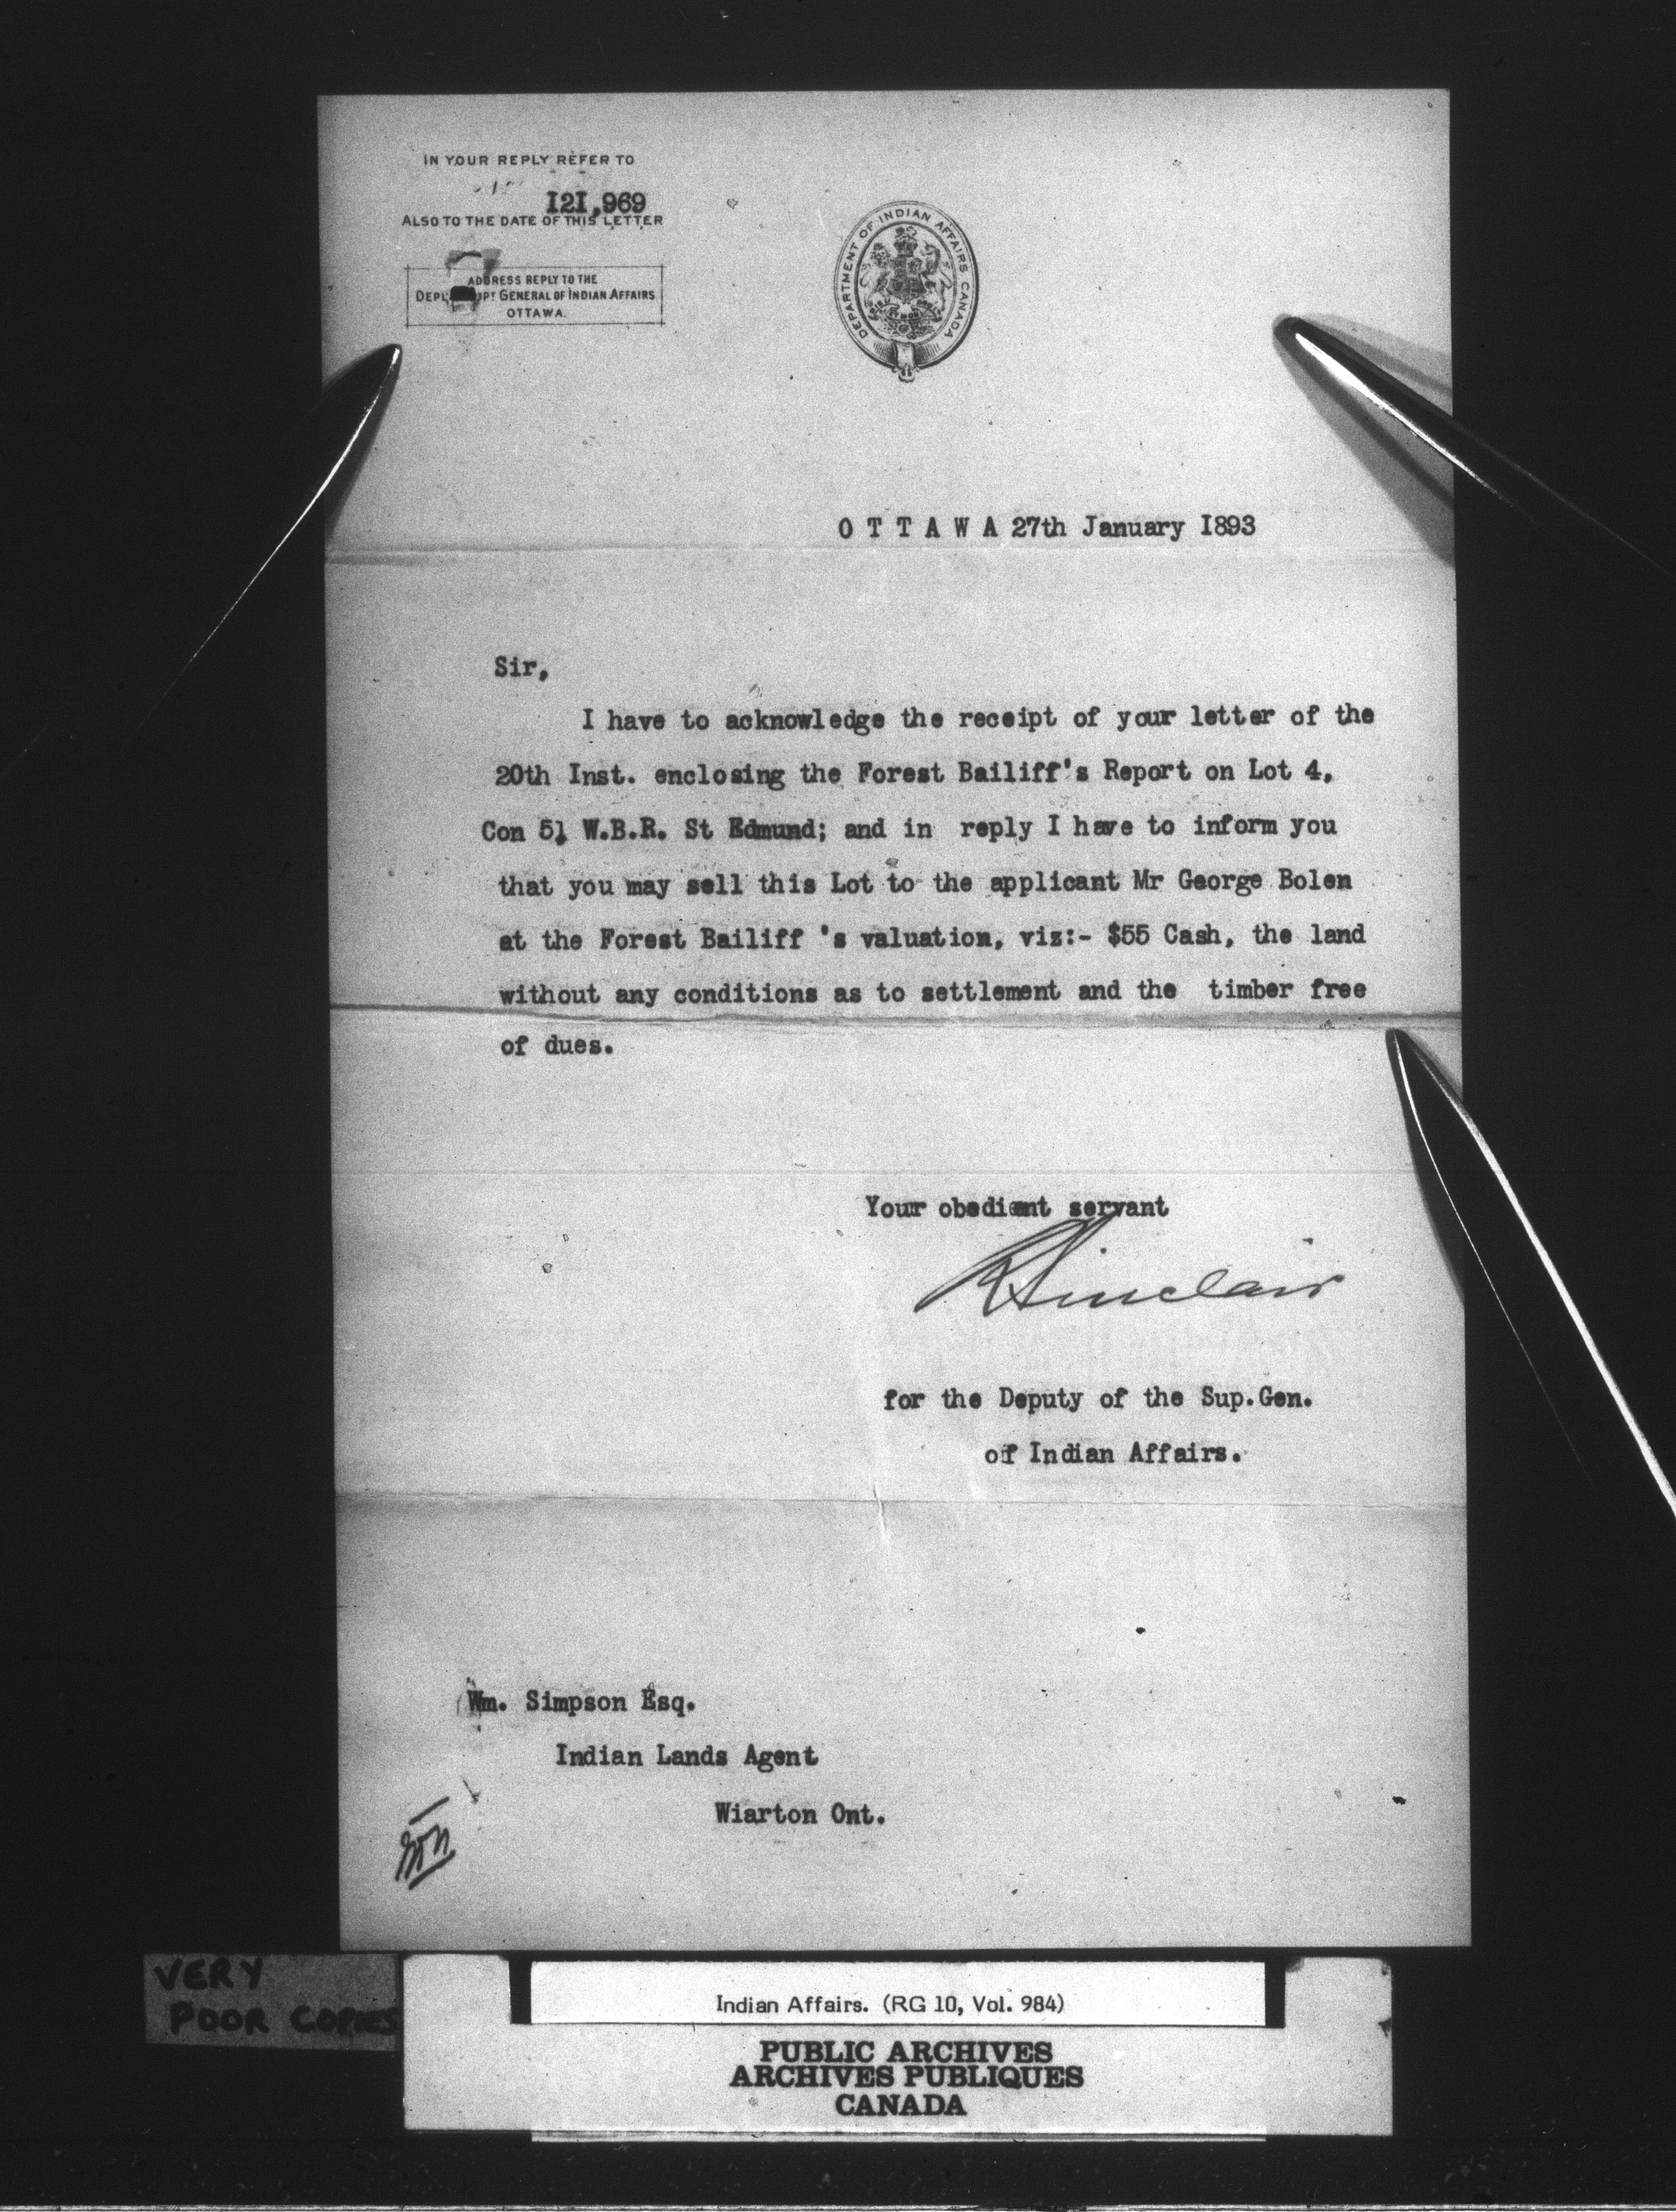 IN YOUR REPLY REFER TO
121,969
ALSO TO THE DATE OF THIS LETTER
ADDRESS REPLY TO THE
GENERAL OF INDIAN AFFAIRS
OTTAWA.
DEPARTMENT OF INDIAN AFFAIRS CANADA
O T T A W A 27th January 1893
Sir,
I have to acknowledge the receipt of your letter of the
20th Inst. enclosing the Forest Bailiff's Report on Lot 4,
Con 5, W.B.R. St Edmund; and in reply I have to inform you
that you may sell this Lot to the applicant Mr George Bolen
at the Forest Bailiff 's valuation, viz:- $55 Cash, the land
without any conditions as to settlement and the timber free
of dues.
Your obedient servant
R Sinclair
for the Deputy of the Sup.Gen.
of Indian Affairs.
Wm. Simpson Esq.
Indian Lands Agent
Wiarton Ont.
VERY
POOR COPIES
Indian Affairs. (RG 10, Vol. 984)
PUBLIC ARCHIVES
ARCHIVES PUBLIQUES
CANADA